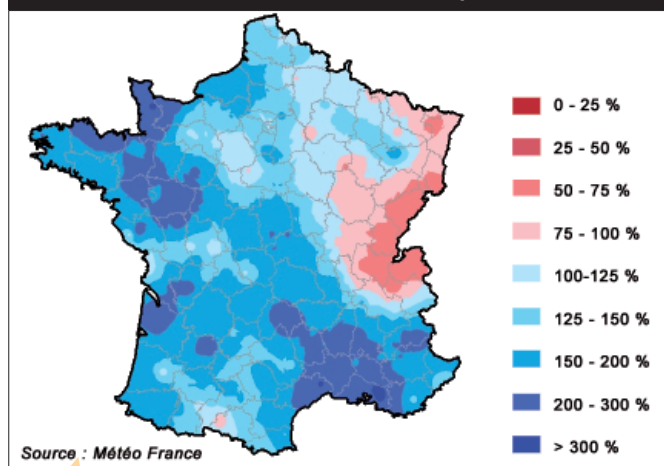 0 - 25 %
25 - 50 %
50 - 75 %
75 - 100 %
100-125 %
125 - 150 %
150 - 200 %
200 - 300 %
> 300 %
Source : Météo France